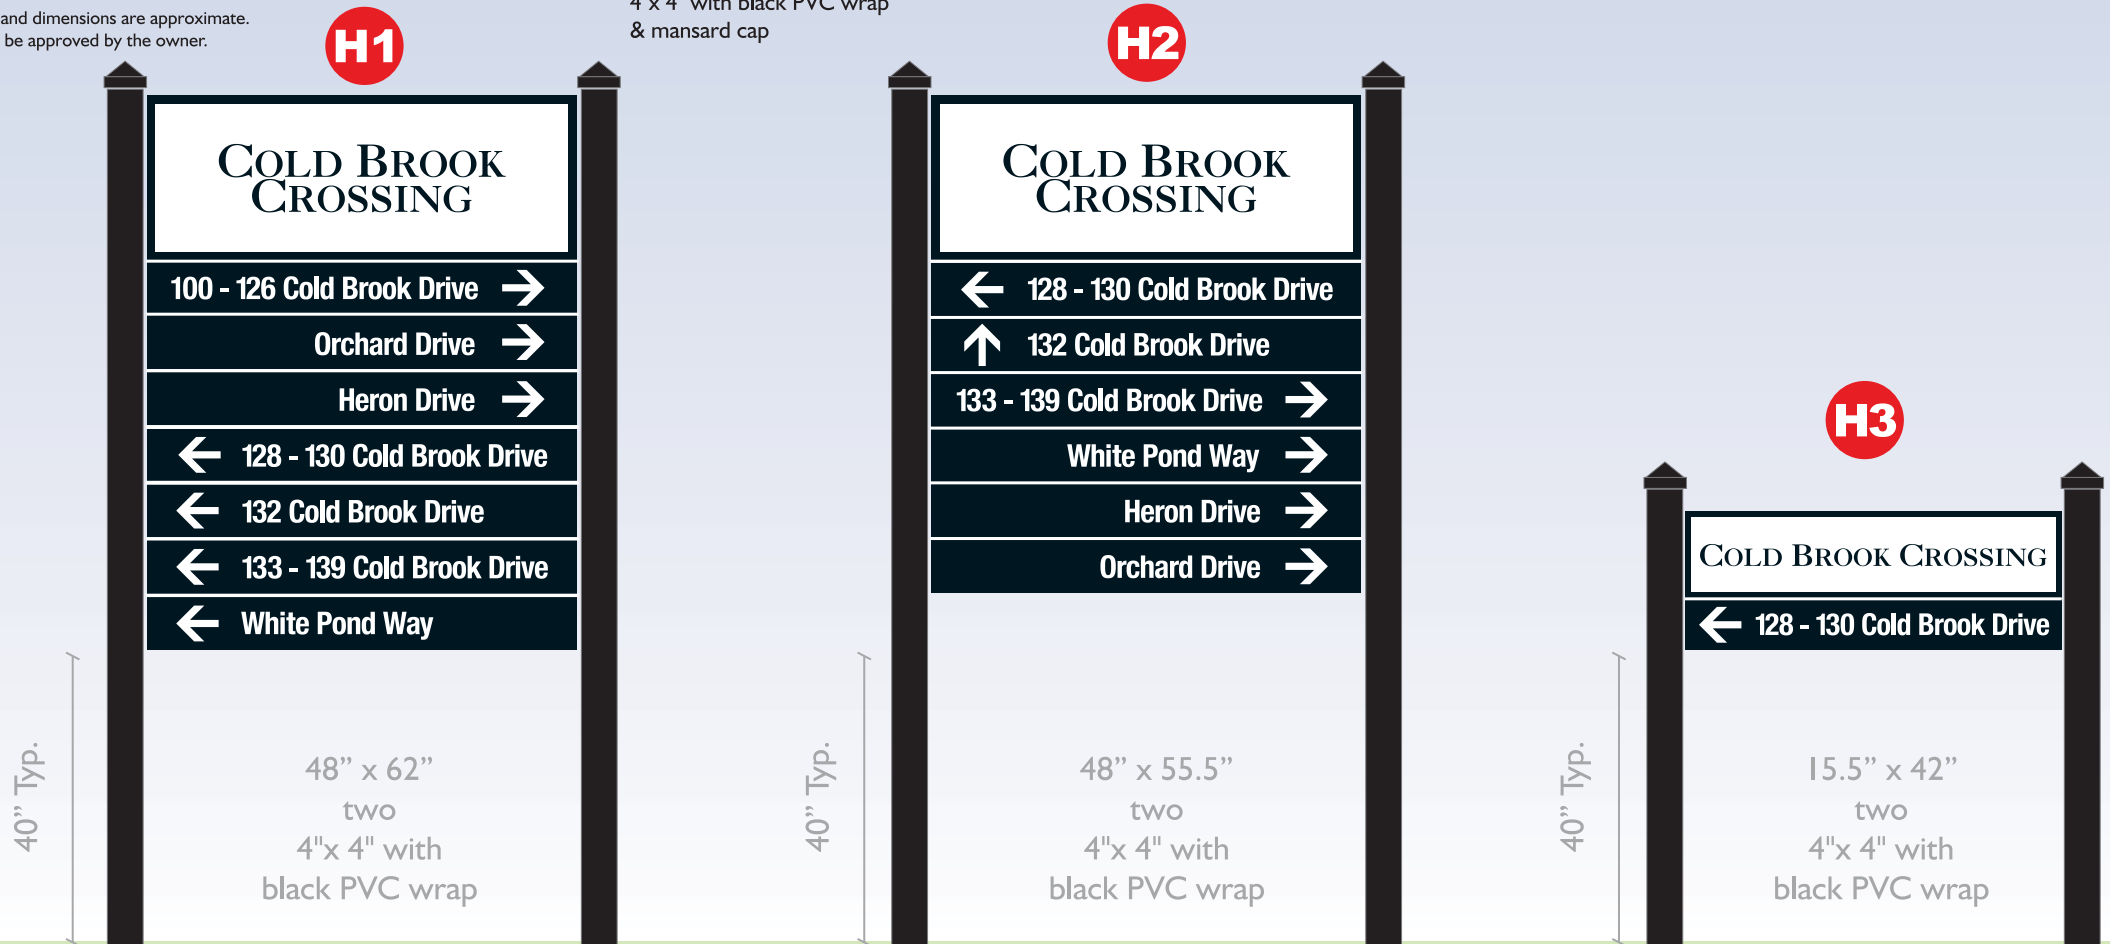 and dimensions are approximate.
be approved by the owner.
4"x 4" with black PVC wrap
& mansard cap
H1
COLD BROOK
CROSSING
100 - 126 Cold Brook Drive →
Orchard Drive →
Heron Drive →
← 128 - 130 Cold Brook Drive
← 132 Cold Brook Drive
← 133 - 139 Cold Brook Drive
← White Pond Way
40” Typ.
48” x 62”
two
4"x 4" with
black PVC wrap
H2
COLD BROOK
CROSSING
← 128 - 130 Cold Brook Drive
↑ 132 Cold Brook Drive
133 - 139 Cold Brook Drive →
White Pond Way →
Heron Drive →
Orchard Drive →
40” Typ.
48” x 55.5”
two
4"x 4" with
black PVC wrap
H3
COLD BROOK CROSSING
← 128 - 130 Cold Brook Drive
40” Typ.
15.5” x 42”
two
4"x 4" with
black PVC wrap